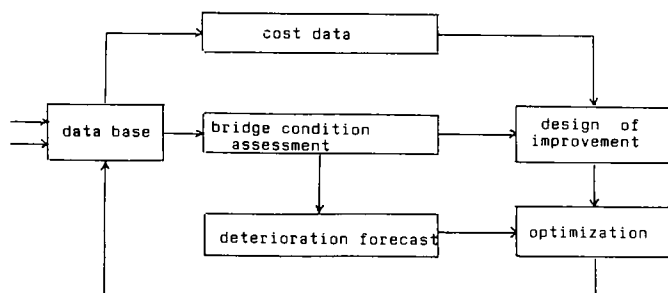 cost data
data base
bridge condition
assessment
design of
improvement
deterioration forecast
optimization